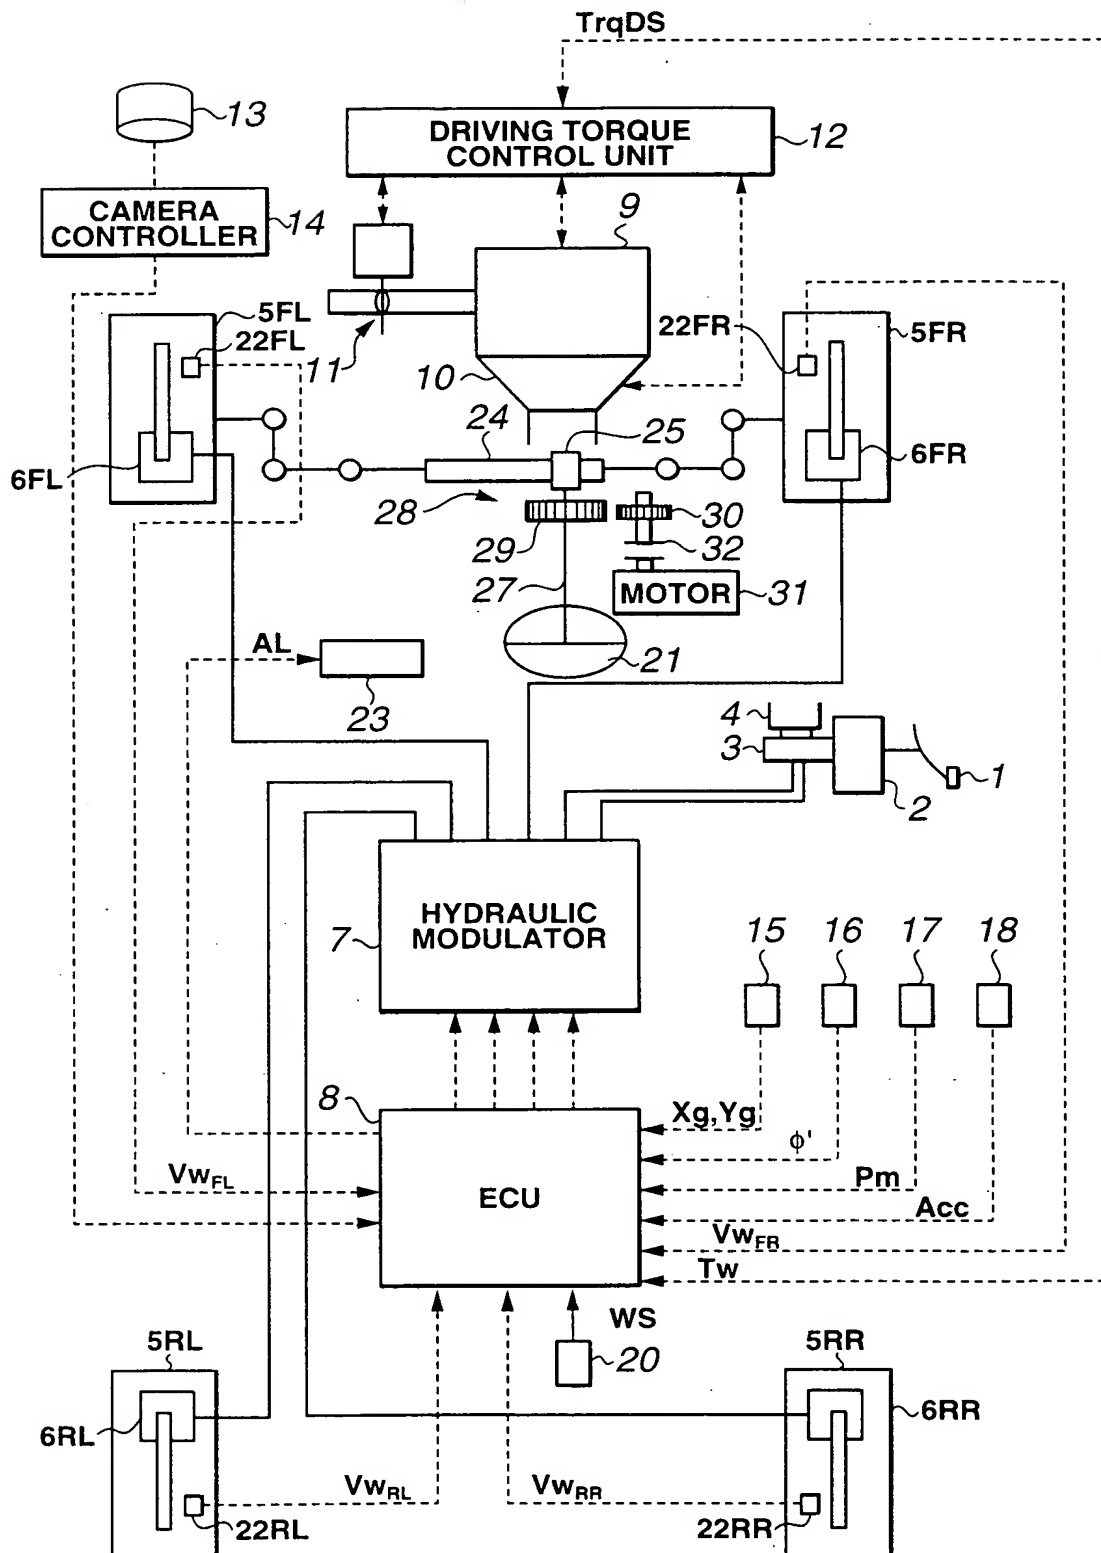 TrqDS
13
DRIVING TORQUE
CONTROL UNIT
12
CAMERA
CONTROLLER
14
9
5FL
22FL
11
10
22FR
5FR
24
25
6FL
6FR
28
29
30
32
27
MOTOR
31
AL
21
23
4
3
1
2
HYDRAULIC
MODULATOR
7
15
16
17
18
8
Xg,Yg
ϕ'
VwFL
ECU
Pm
Acc
VwFR
Tw
WS
20
5RL
5RR
6RL
6RR
VwRL
VwRR
22RL
22RR